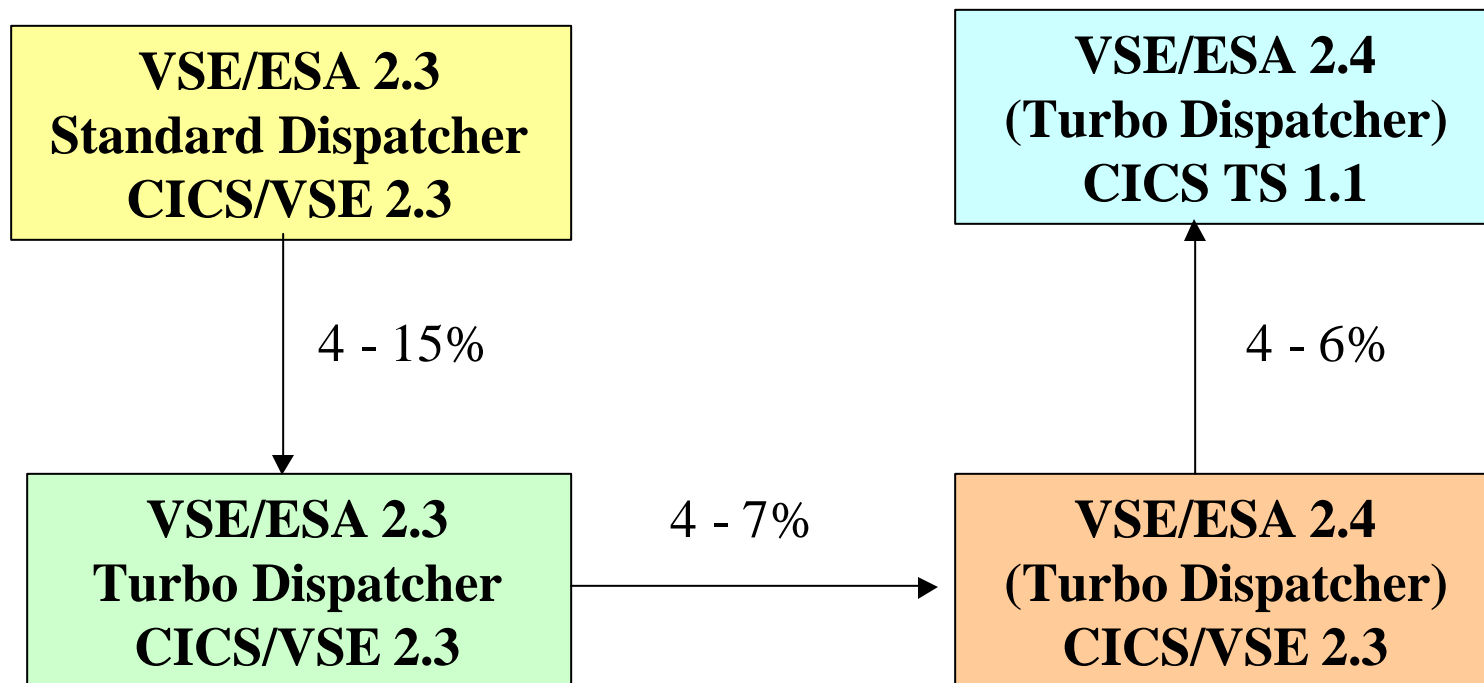 VSE/ESA 2.3
Standard Dispatcher
CICS/VSE 2.3
VSE/ESA 2.4
(Turbo Dispatcher)
CICS TS 1.1
4 - 15%
4 - 6%
VSE/ESA 2.3
Turbo Dispatcher
CICS/VSE 2.3
4 - 7%
VSE/ESA 2.4
(Turbo Dispatcher)
CICS/VSE 2.3